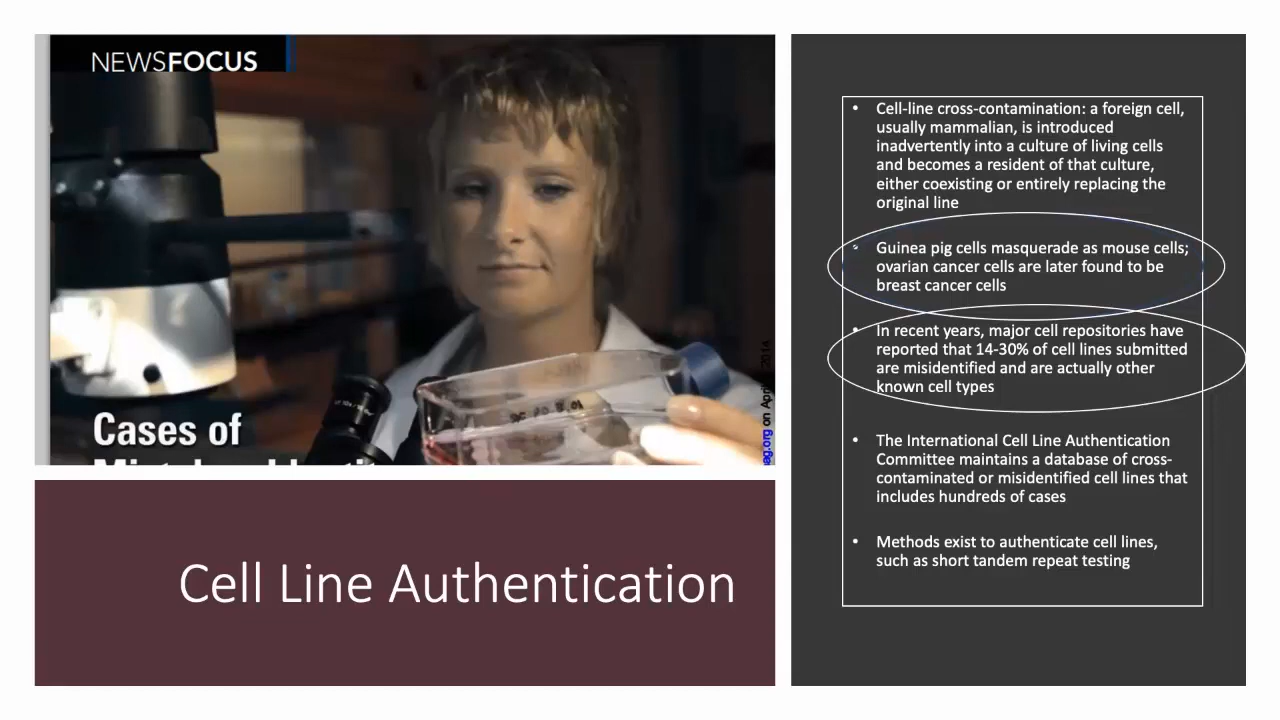 NEWSFOCUS
Cases of
• Cell-line cross-contamination: a foreign cell,
usually mammalian, is introduced
inadvertently into a culture of living cells
and becomes a resident of that culture,
either coexisting or entirely replacing the
original line
• Guinea pig cells masquerade as mouse cells;
ovarian cancer cells are later found to be
breast cancer cells
• In recent years, major cell repositories have
reported that 14-30% of cell lines submitted
are misidentified and are actually other
known cell types
• The International Cell Line Authentication
Committee maintains a database of cross-
contaminated or misidentified cell lines that
includes hundreds of cases
• Methods exist to authenticate cell lines,
such as short tandem repeat testing
Cell Line Authentication